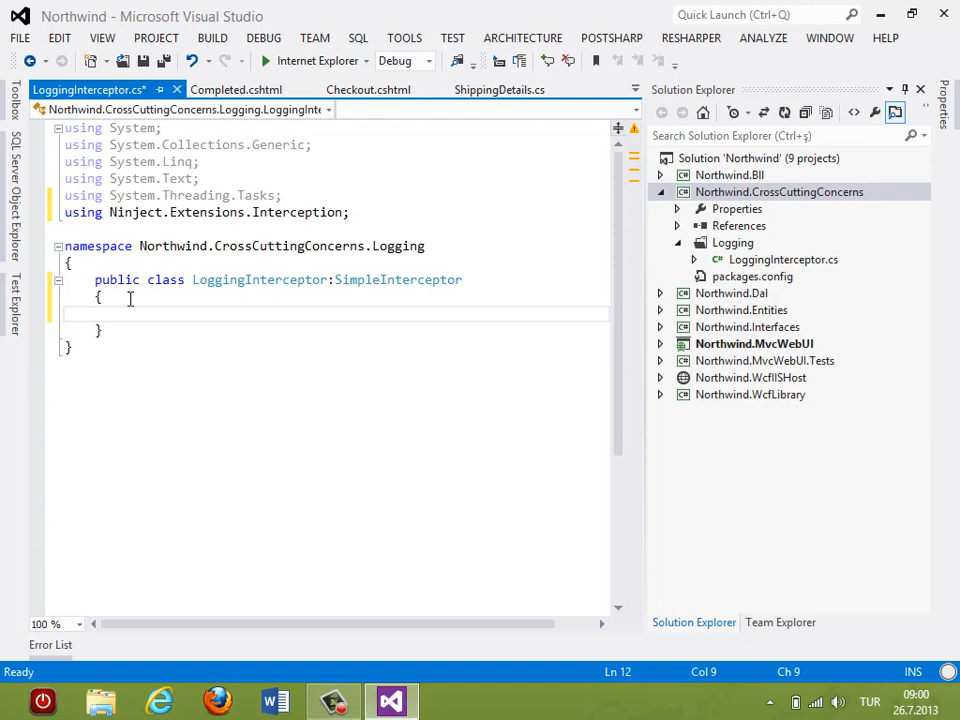 Northwind - Microsoft Visual Studio
Quick Launch (Ctrl+Q)
FILE EDIT VIEW PROJECT BUILD DEBUG TEAM SQL TOOLS TEST ARCHITECTURE POSTSHARP RESHARPER ANALYZE WINDOW HELP
Internet Explorer Debug
Toolbox
SQL Server Object Explorer
Test Explorer
LoggingInterceptor.cs* Completed.cshtml Checkout.cshtml ShippingDetails.cs
Northwind.CrossCuttingConcerns.Logging.LoggingInte
using System;
using System.Collections.Generic;
using System.Linq;
using System.Text;
using System.Threading.Tasks;
using Ninject.Extensions.Interception;
namespace Northwind.CrossCuttingConcerns.Logging
{
public class LoggingInterceptor:SimpleInterceptor
{
}
}
100 %
Error List
Solution Explorer
Search Solution Explorer (Ctrl+ş)
Solution 'Northwind' (9 projects)
Northwind.Bll
Northwind.CrossCuttingConcerns
Properties
References
Logging
LoggingInterceptor.cs
packages.config
Northwind.Dal
Northwind.Entities
Northwind.Interfaces
Northwind.MvcWebUI
Northwind.MvcWebUI.Tests
Northwind.WcfIISHost
Northwind.WcfLibrary
Solution Explorer Team Explorer
Properties
Ready Ln 12 Col 9 Ch 9 INS
TUR
09:00
26.7.2013